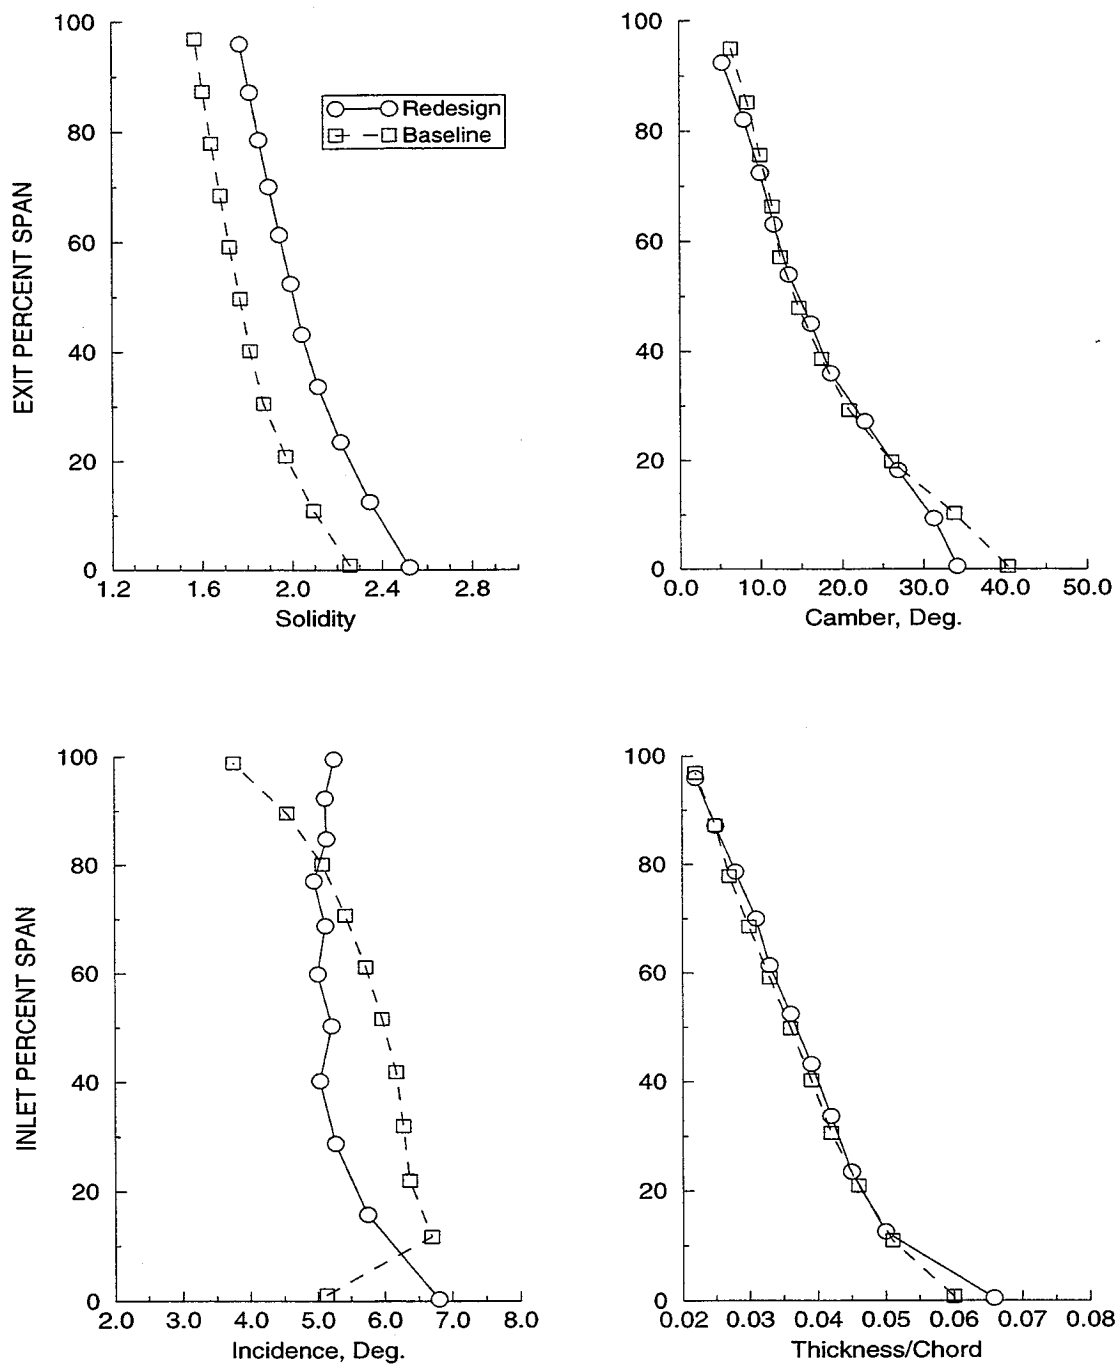 100
80
60
40
20
0
EXIT PERCENT SPAN
Redesign
Baseline
1.2 1.6 2.0 2.4 2.8
Solidity
100
80
60
40
20
0
0.0 10.0 20.0 30.0 40.0 50.0
Camber, Deg.
100
80
60
40
20
0
INLET PERCENT SPAN
2.0 3.0 4.0 5.0 6.0 7.0 8.0
Incidence, Deg.
100
80
60
40
20
0
0.02 0.03 0.04 0.05 0.06 0.07 0.08
Thickness/Chord